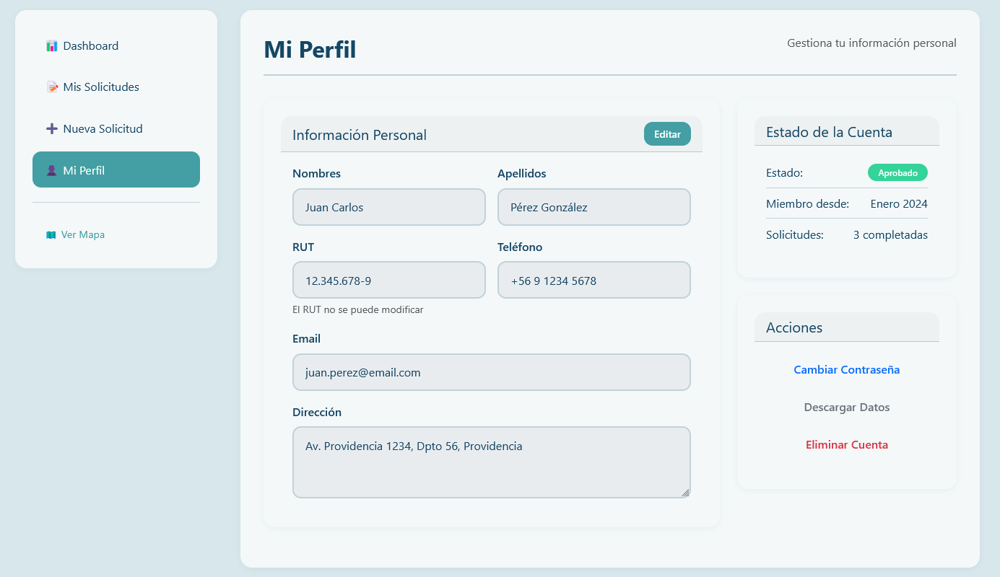 Dashboard
Mis Solicitudes
Nueva Solicitud
Mi Perfil
Ver Mapa
Mi Perfil
Gestiona tu información personal
Información Personal
Editar
Nombres
Apellidos
Juan Carlos
Pérez González
RUT
Teléfono
12.345.678-9
+56 9 1234 5678
El RUT no se puede modificar
Email
juan.perez@email.com
Dirección
Av. Providencia 1234, Dpto 56, Providencia
Estado de la Cuenta
Estado: Aprobado
Miembro desde: Enero 2024
Solicitudes: 3 completadas
Acciones
Cambiar Contraseña
Descargar Datos
Eliminar Cuenta